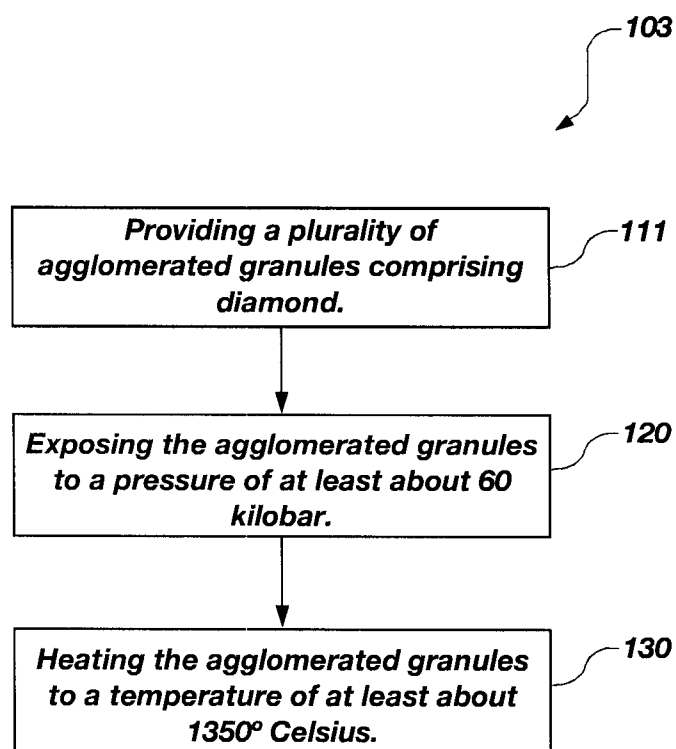 103
Providing a plurality of
agglomerated granules comprising
diamond.
111
Exposing the agglomerated granules
to a pressure of at least about 60
kilobar.
120
Heating the agglomerated granules
to a temperature of at least about
1350º Celsius.
130